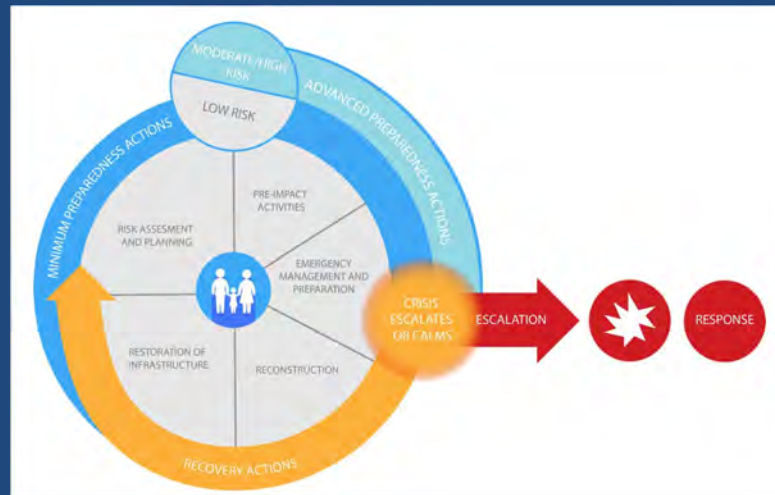 MODERATE/HIGH
RISK
LOW RISK
ADVANCED PREPAREDNESS ACTIONS
MINIMUM PREPAREDNESS ACTIONS
PRE-IMPACT
ACTIVITIES
RISK ASSESMENT
AND PLANNING
EMERGENCY
MANAGEMENT AND
PREPARATION
CRISIS
ESCALATES
OR CALMS
ESCALATION
RESPONSE
RESTORATION OF
INFRASTRUCTURE
RECONSTRUCTION
RECOVERY ACTIONS